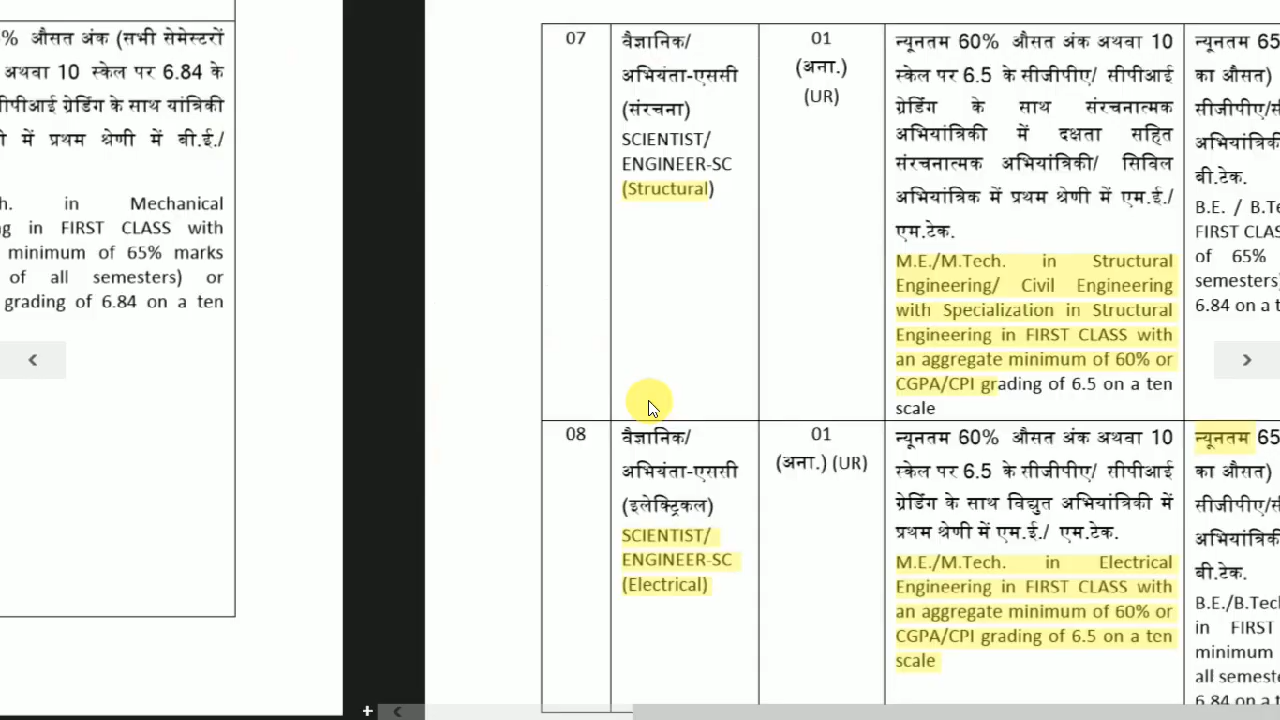 % औसत अंक (सभी सेमेस्टरों
अथवा 10 स्केल पर 6.84 के
पीआई ग्रेडिंग के साथ यांत्रिकी
में प्रथम श्रेणी में बी.ई./
in Mechanical
in FIRST CLASS with
minimum of 65% marks
of all semesters) or
grading of 6.84 on a ten
07
वैज्ञानिक/
अभियंता-एससी
(संरचना)
SCIENTIST/
ENGINEER-SC
(Structural)
01
(अना.)
(UR)
न्यूनतम 60% औसत अंक अथवा 10
स्केल पर 6.5 के सीजीपीए/ सीपीआई
ग्रेडिंग के साथ संरचनात्मक
अभियांत्रिकी में दक्षता सहित
संरचनात्मक अभियांत्रिकी/ सिविल
अभियांत्रिक में प्रथम श्रेणी में एम.ई./
एम.टेक.
M.E./M.Tech. in Structural
Engineering/ Civil Engineering
with Specialization in Structural
Engineering in FIRST CLASS with
an aggregate minimum of 60% or
CGPA/CPI grading of 6.5 on a ten
scale
न्यूनतम 65
का औसत)
सीजीपीए/
अभियांत्रिकी
बी.टेक.
B.E. / B.Te
FIRST CLAS
of 65%
semesters)
6.84 on a t
08
वैज्ञानिक/
अभियंता-एससी
(इलेक्ट्रिकल)
SCIENTIST/
ENGINEER-SC
(Electrical)
01
(अना.) (UR)
न्यूनतम 60% औसत अंक अथवा 10
स्केल पर 6.5 के सीजीपीए/ सीपीआई
ग्रेडिंग के साथ विद्युत अभियांत्रिकी में
प्रथम श्रेणी में एम.ई./ एम.टेक.
M.E./M.Tech. in Electrical
Engineering in FIRST CLASS with
an aggregate minimum of 60% or
CGPA/CPI grading of 6.5 on a ten
scale
न्यूनतम 65
का औसत)
सीजीपीए/
अभियांत्रिकी
बी.टेक.
B.E./B.Tec
in FIRST
minimum
all semest
6.84 on a t